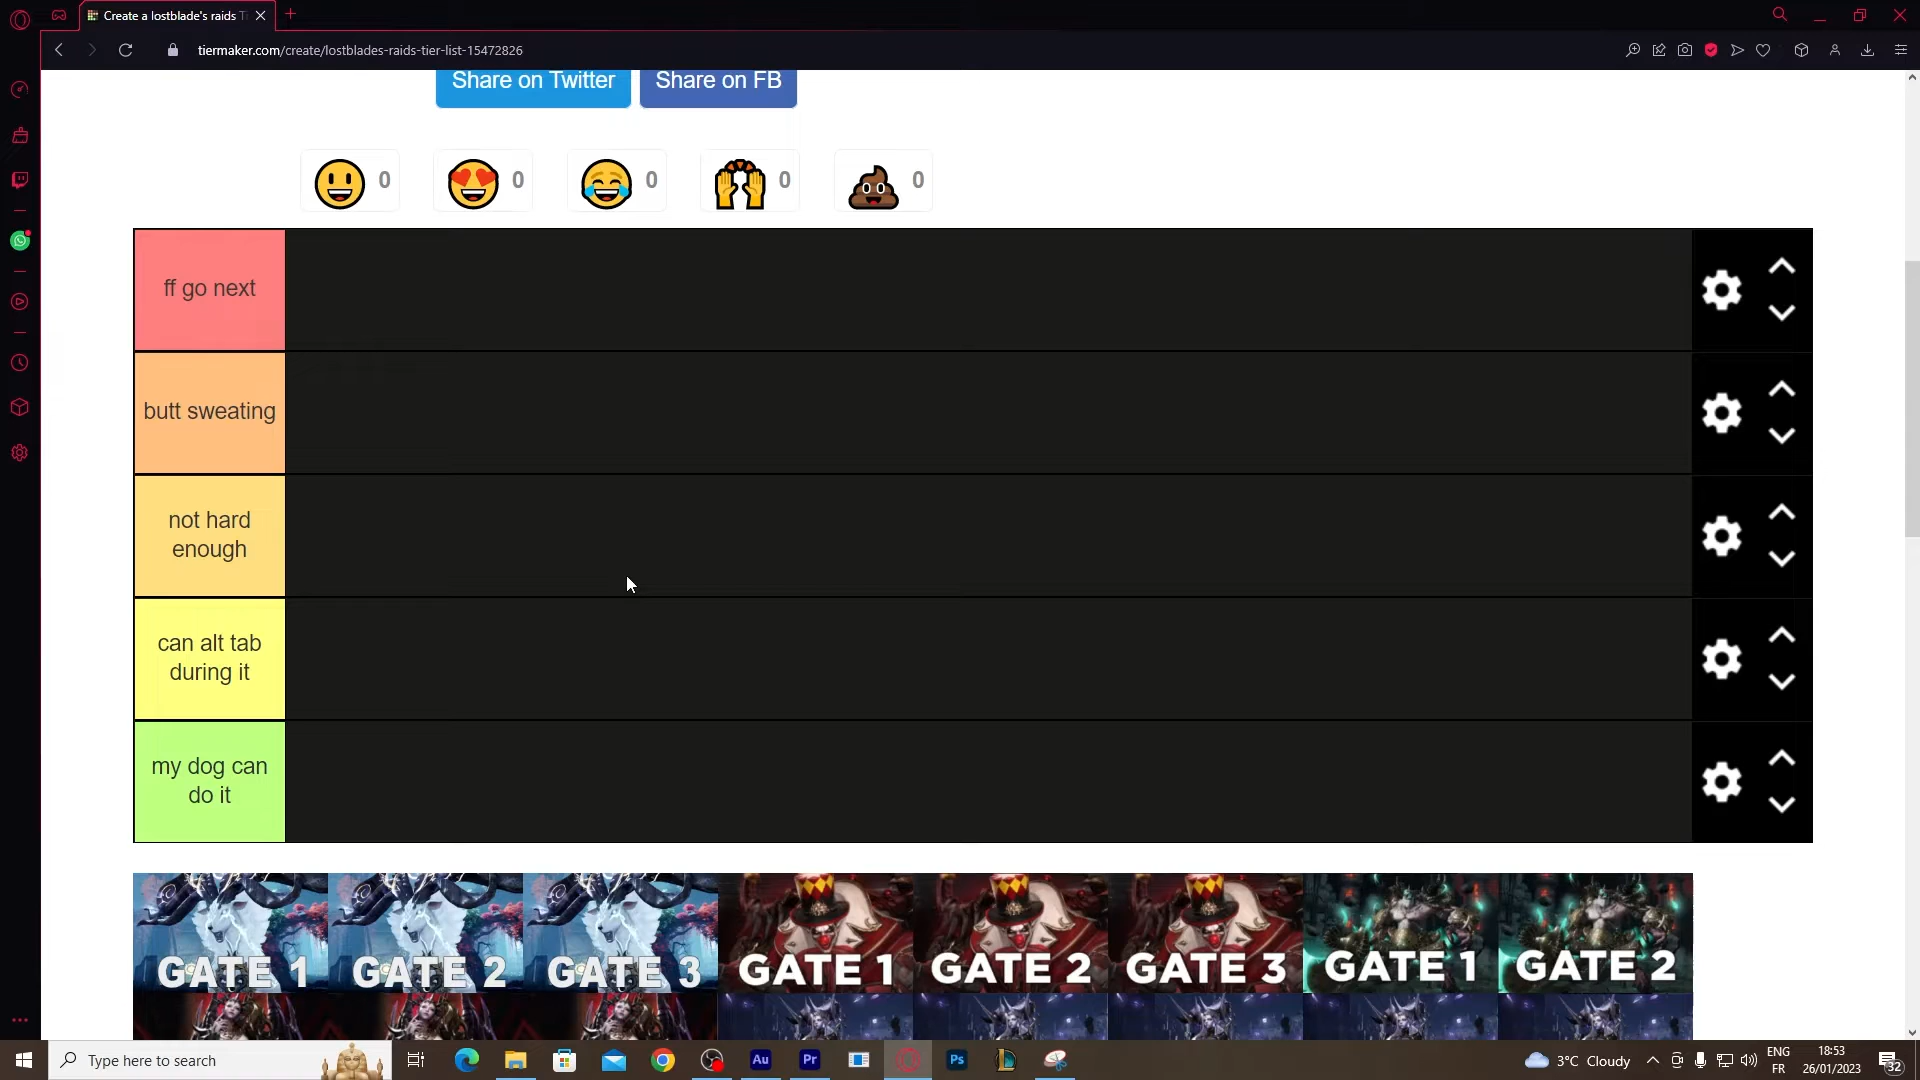 Create a lostblade's raids Ti
tiermaker.com/create/lostblades-raids-tier-list-15472826
Share on Twitter
Share on FB
0
0
0
0
0
ff go next
butt sweating
not hard
enough
can alt tab
during it
my dog can
do it
GATE 1
GATE 2
GATE 3
GATE 1
GATE 2
GATE 3
GATE 1
GATE 2
Type here to search
Au
Pr
Ps
3°C Cloudy
ENG
FR
18:53
26/01/2023
32